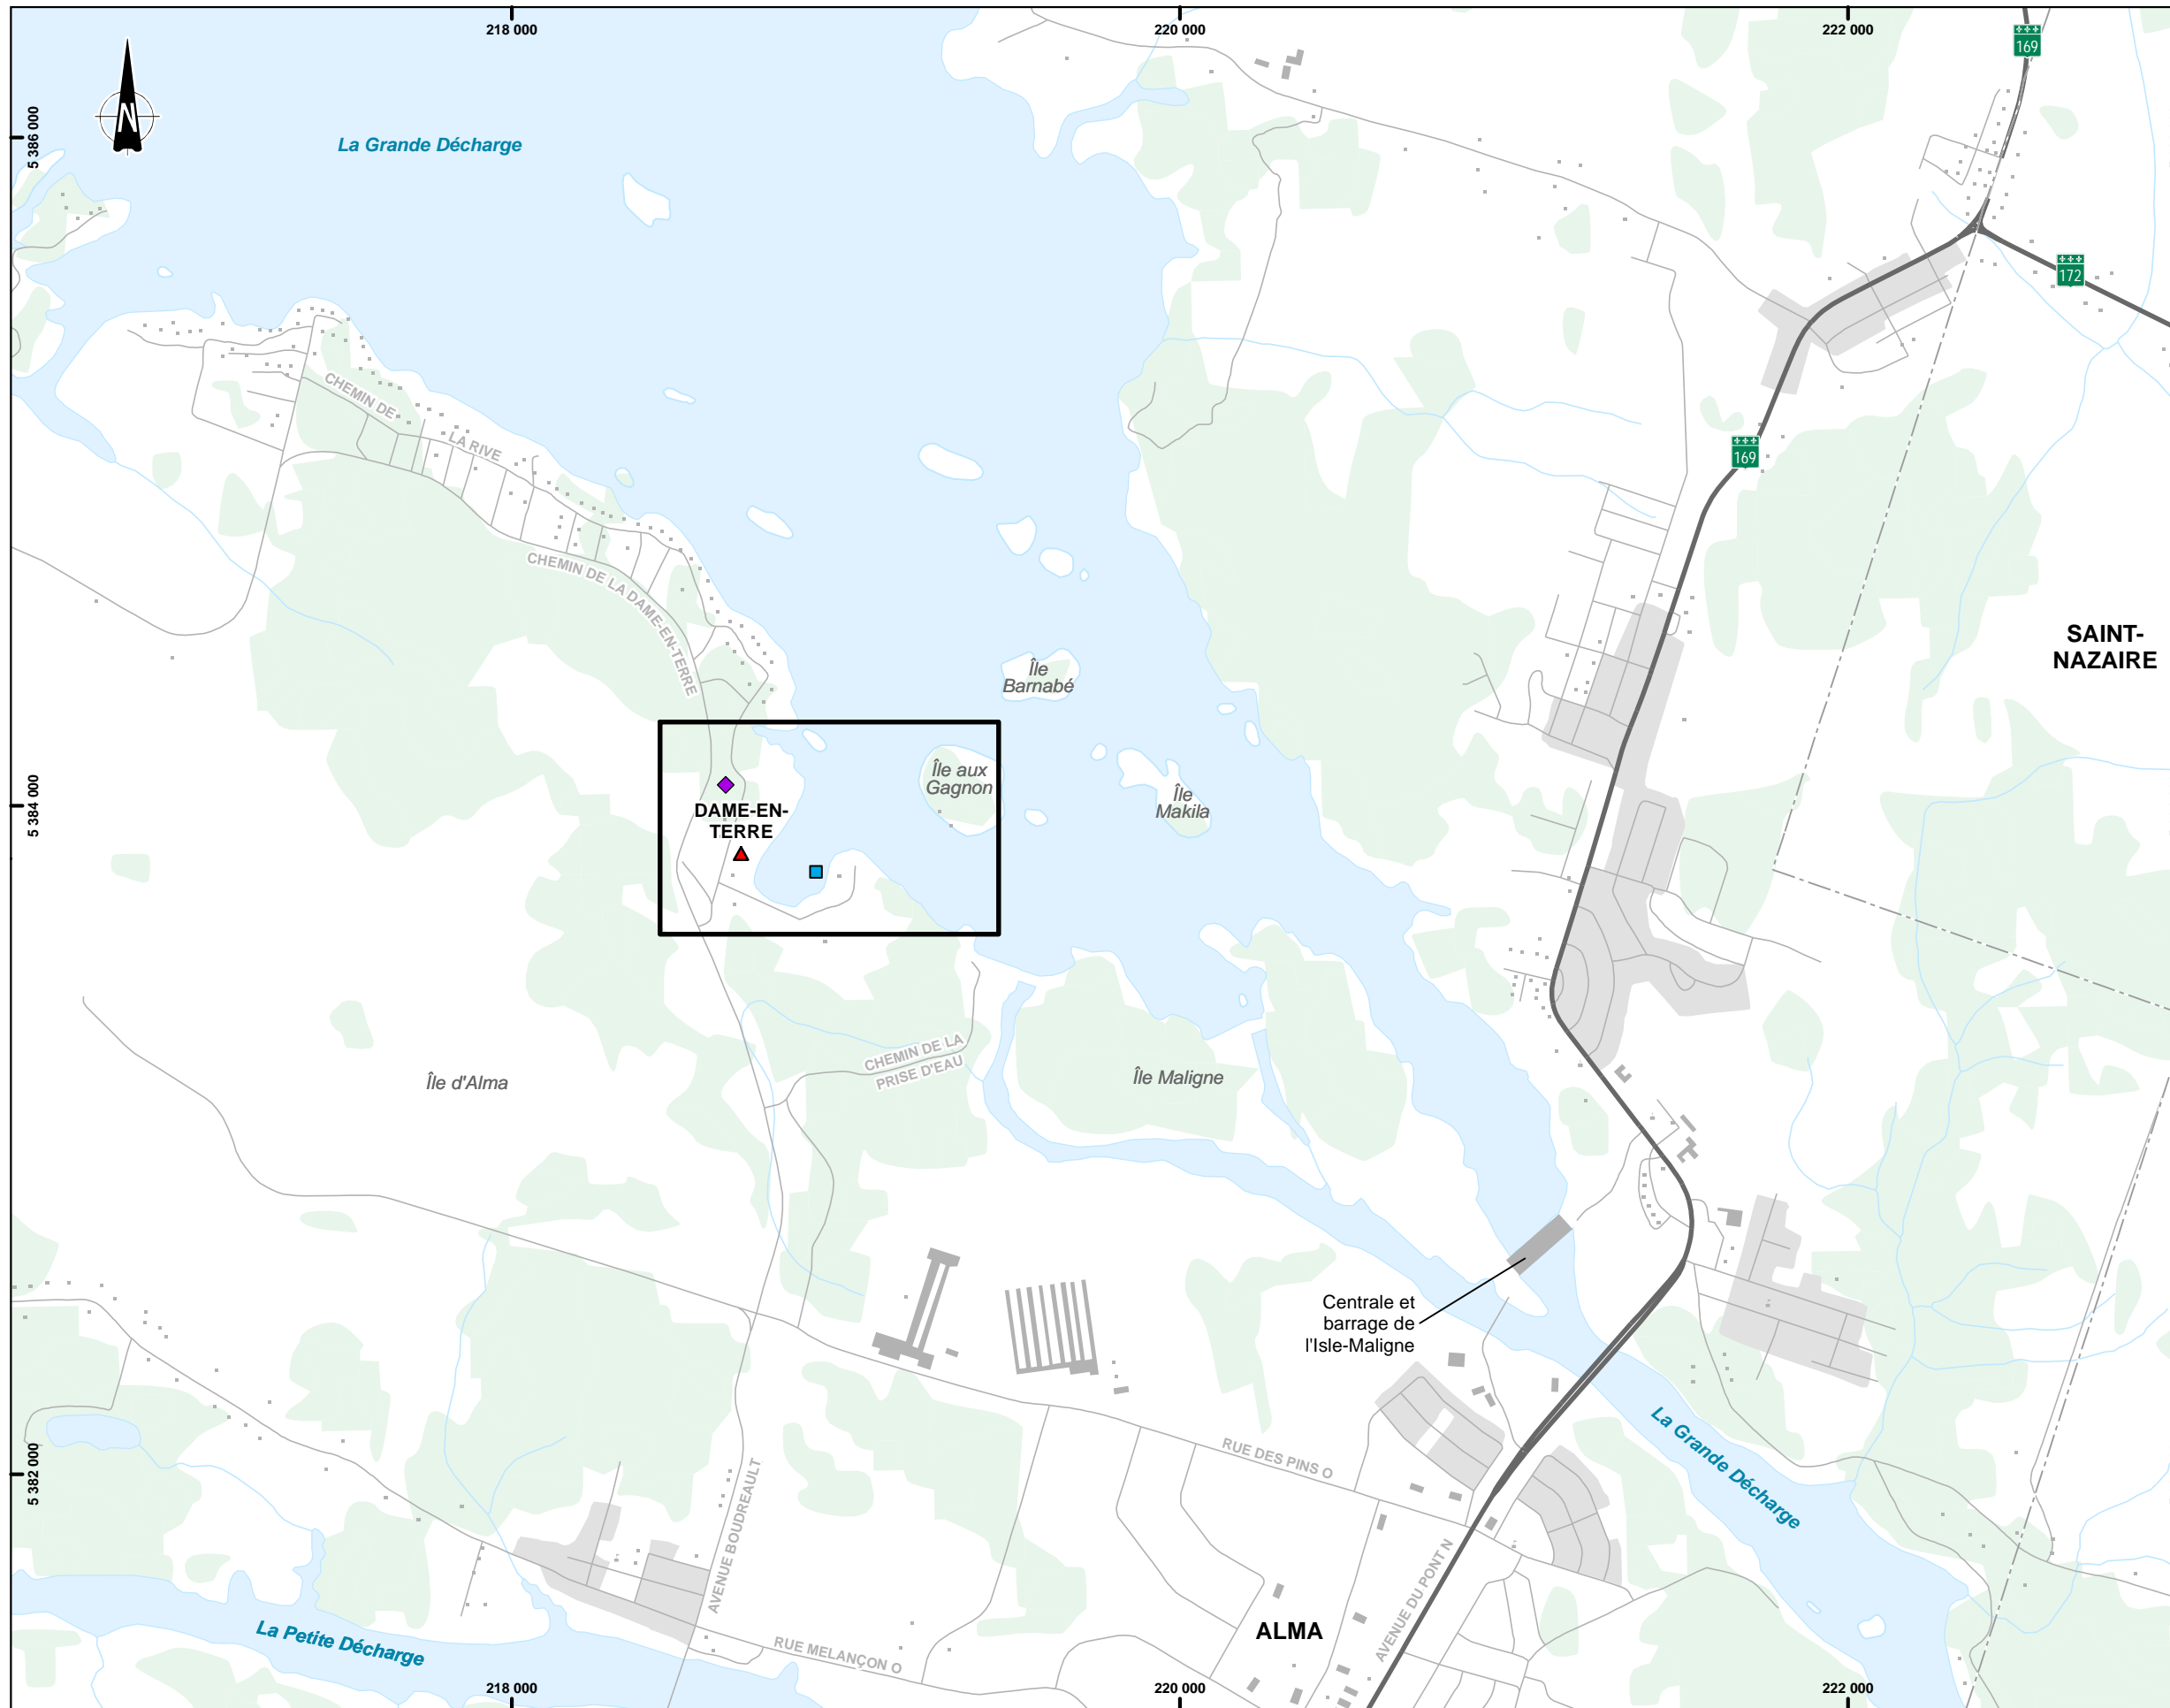 218 000
220 000
222 000
169
5 386 000
N
La Grande Décharge
172
CHEMIN DE
LA RIVE
169
CHEMIN DE LA DAME-EN-TERRE
SAINT-
NAZAIRE
Île
Barnabé
Île aux
Gagnon
Île
Makila
5 384 000
DAME-EN-
TERRE
CHEMIN DE LA
PRISE D'EAU
Île d'Alma
Île Maligne
Centrale et
barrage de
l'Isle-Maligne
La Grande Décharge
5 382 000
RUE DES PINS O
AVENUE BOUDREAULT
AVENUE DU PONT N
La Petite Décharge
RUE MELANÇON O
ALMA
218 000
220 000
222 000